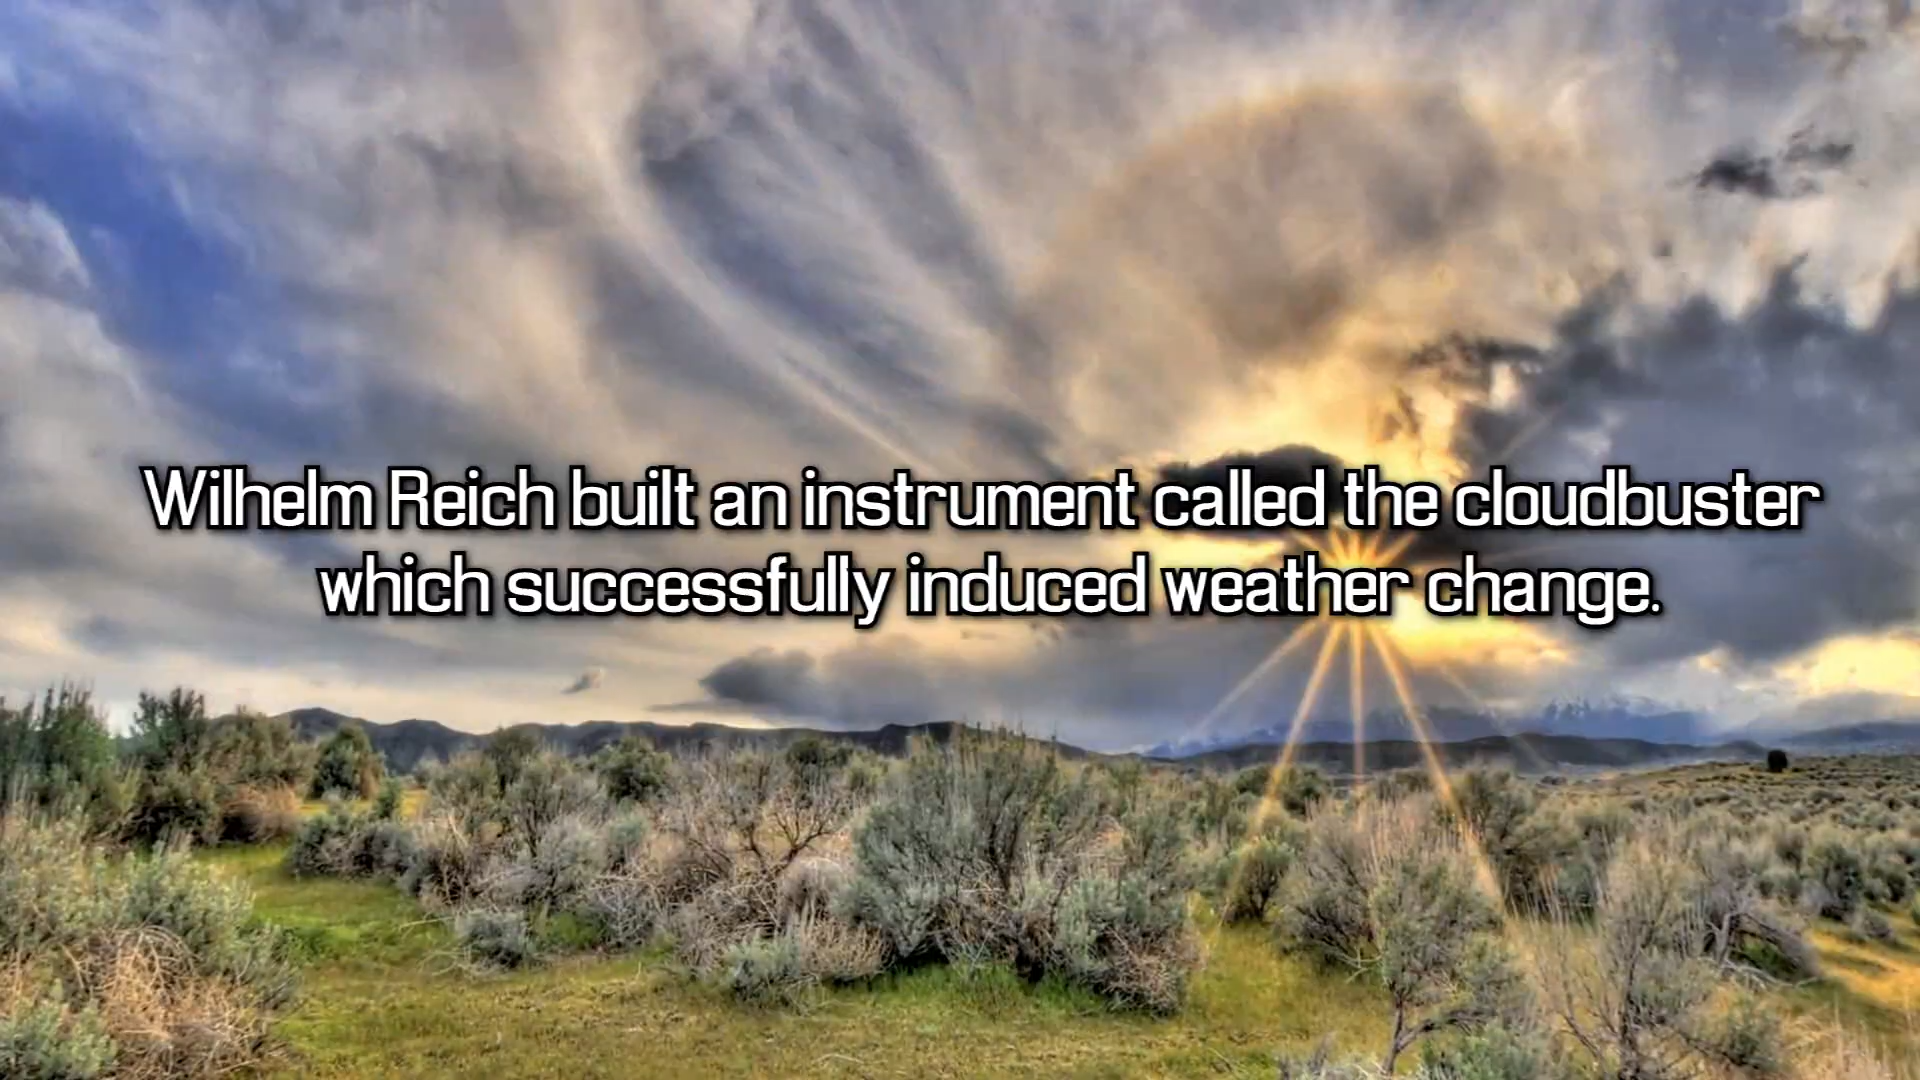 Wilhelm Reich built an instrument called the cloudbuster
which successfully induced weather change.